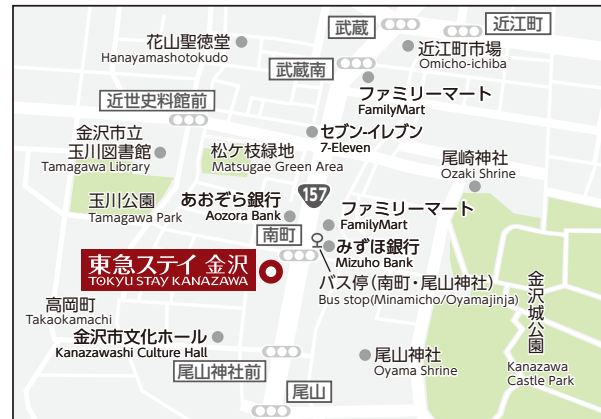 武蔵
近江町
花山聖徳堂
Hanayamashotokudo
近江町市場
Omicho-ichiba
武蔵南
ファミリーマート
FamilyMart
近世史料館前
金沢市立
玉川図書館
Tamagawa Library
セブン-イレブン
7-Eleven
松ケ枝緑地
Matsugae Green Area
尾崎神社
Ozaki Shrine
玉川公園
Tamagawa Park
あおぞら銀行
Aozora Bank
157
ファミリーマート
FamilyMart
南町
みずほ銀行
Mizuho Bank
東急ステイ 金沢
TOKYU STAY KANAZAWA
バス停(南町・尾山神社)
Bus stop(Minamicho/Oyamajinja)
高岡町
Takaokamachi
金沢市文化ホール
Kanazawashi Culture Hall
金沢城公園
Kanazawa
Castle Park
尾山神社前
尾山神社
Oyama Shrine
尾山